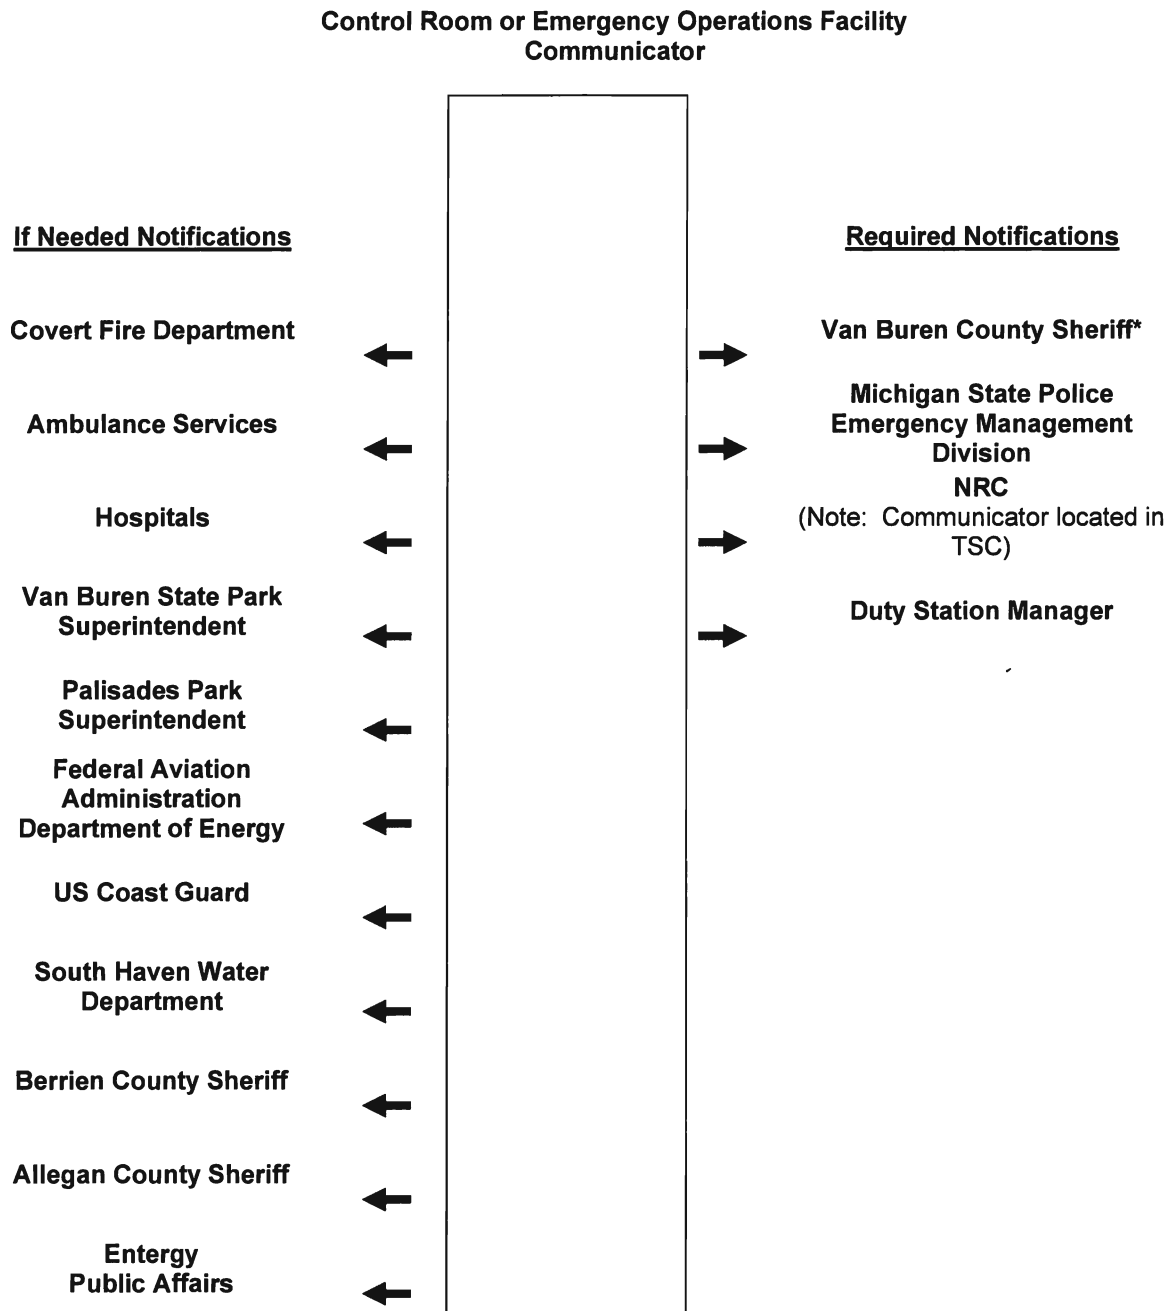 Control Room or Emergency Operations Facility
Communicator
If Needed Notifications
Covert Fire Department
Ambulance Services
Hospitals
Van Buren State Park
Superintendent
Palisades Park
Superintendent
Federal Aviation
Administration
Department of Energy
US Coast Guard
South Haven Water
Department
Berrien County Sheriff
Allegan County Sheriff
Entergy
Public Affairs
Required Notifications
Van Buren County Sheriff*
Michigan State Police
Emergency Management
Division
NRC
(Note: Communicator located in
TSC)
Duty Station Manager